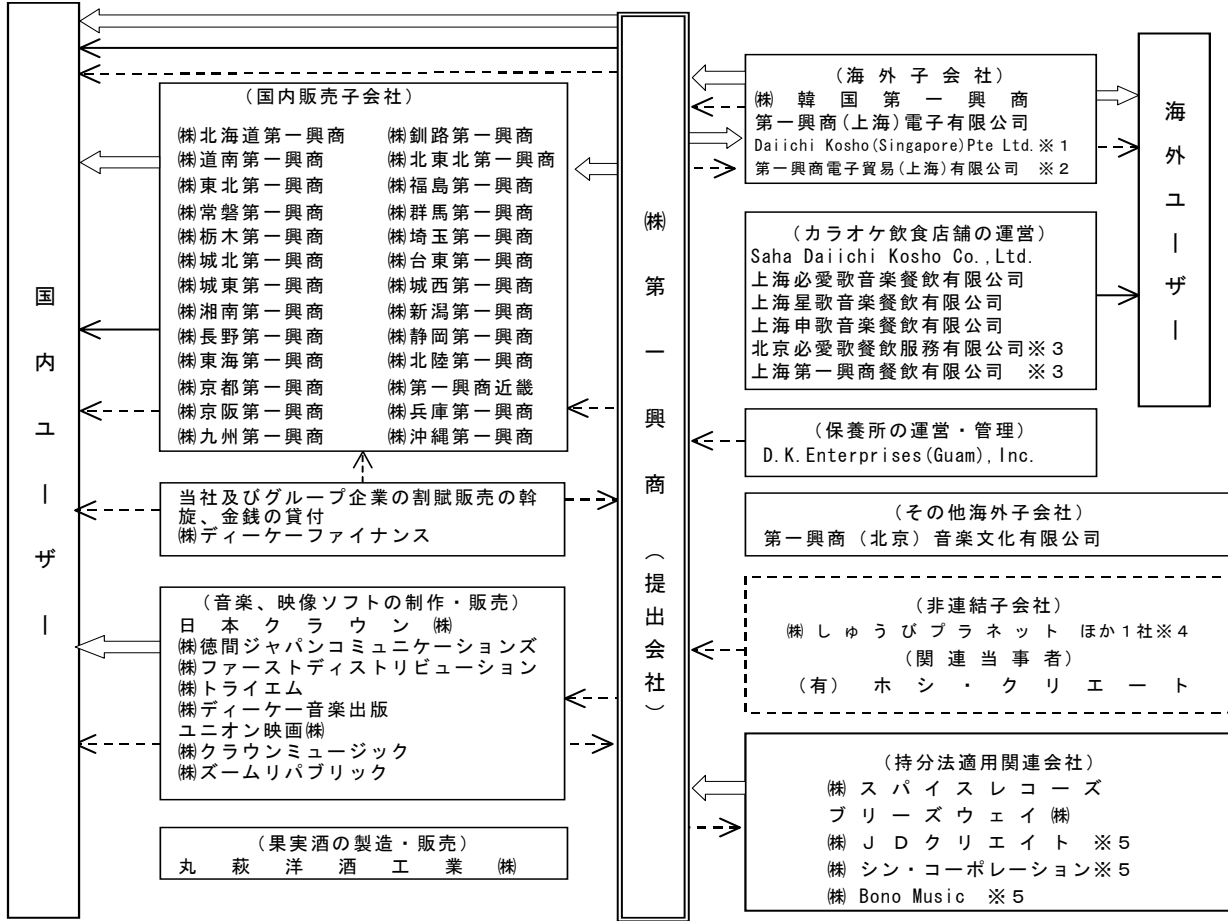 国内ユーザー
(国内販売子会社)
㈱北海道第一興商 ㈱釧路第一興商
㈱道南第一興商 ㈱北東北第一興商
㈱東北第一興商 ㈱福島第一興商
㈱常磐第一興商 ㈱群馬第一興商
㈱栃木第一興商 ㈱埼玉第一興商
㈱城北第一興商 ㈱台東第一興商
㈱城東第一興商 ㈱城西第一興商
㈱湘南第一興商 ㈱新潟第一興商
㈱長野第一興商 ㈱静岡第一興商
㈱東海第一興商 ㈱北陸第一興商
㈱京都第一興商 ㈱第一興商近畿
㈱京阪第一興商 ㈱兵庫第一興商
㈱九州第一興商 ㈱沖縄第一興商
当社及びグループ企業の割賦販売の斡
旋、金銭の貸付
㈱ディーケーファイナンス
(音楽、映像ソフトの制作・販売)
日本クラウン㈱
㈱徳間ジャパンコミュニケーションズ
㈱ファーストディストリビューション
㈱トライエム
㈱ディーケー音楽出版
ユニオン映画㈱
㈱クラウンミュージック
㈱ズームリパブリック
(果実酒の製造・販売)
丸萩洋酒工業㈱
㈱第一興商(提出会社)
(海外子会社)
㈱韓国第一興商
第一興商(上海)電子有限公司
Daiichi Kosho(Singapore)Pte Ltd.※1
第一興商電子貿易(上海)有限公司 ※2
(カラオケ飲食店舗の運営)
Saha Daiichi Kosho Co.,Ltd.
上海必愛歌音楽餐飲有限公司
上海星歌音楽餐飲有限公司
上海申歌音楽餐飲有限公司
北京必愛歌餐飲服務有限公司※3
上海第一興商餐飲有限公司 ※3
(保養所の運営・管理)
D.K.Enterprises(Guam),Inc.
(その他海外子会社)
第一興商(北京)音楽文化有限公司
(非連結子会社)
㈱しゅうびプラネット ほか1社※4
(関連当事者)
(有)ホシ・クリエート
(持分法適用関連会社)
㈱スパイスレコーズ
ブリーズウェイ㈱
㈱JDクリエイト ※5
㈱シン・コーポレーション※5
㈱Bono Music ※5
海外ユーザー